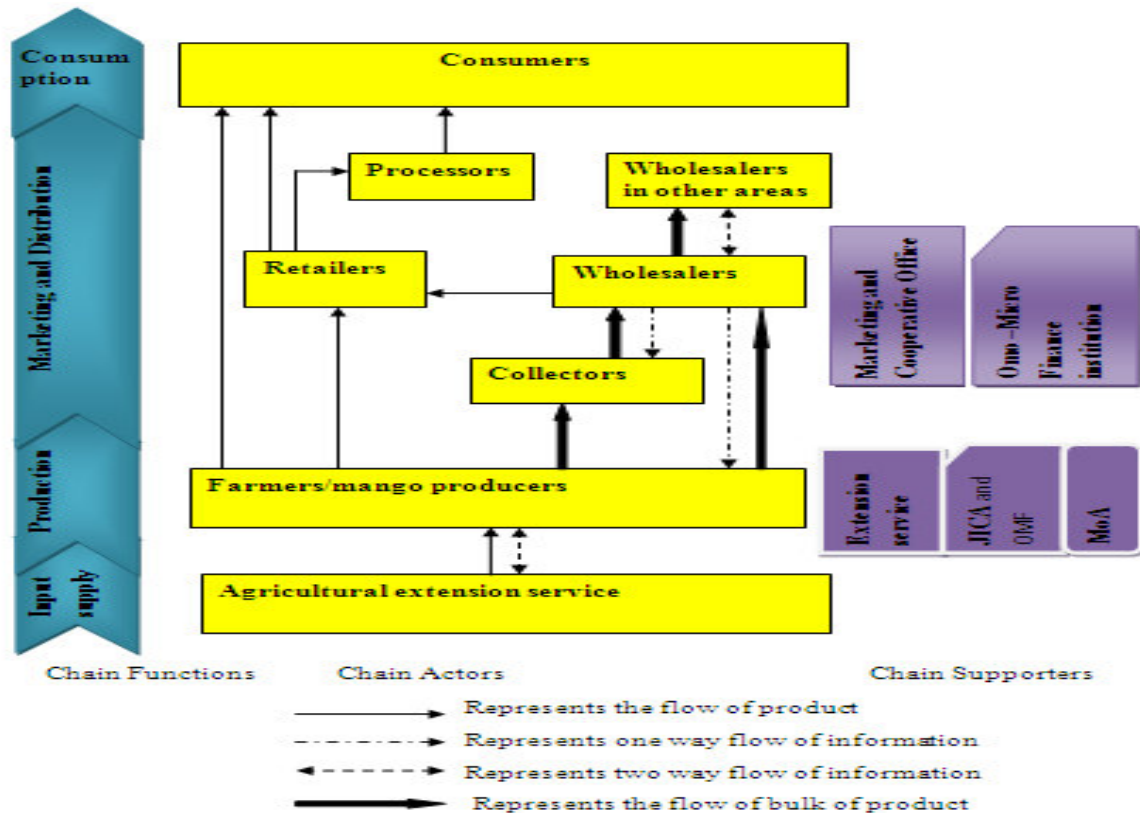 Consum
ption
Consumers
Marketing and Distribution
Processors
Wholesalers
in other areas
Retailers
Wholesalers
Marketing and
Cooperative Office
Omo –Micro
Finance
institution
Collectors
Production
Farmers/mango producers
Extension
service
JICA and
OMF
MoA
Input
supply
Agricultural extension service
Chain Functions
Chain Actors
Chain Supporters
Represents the flow of product
Represents one way flow of information
Represents two way flow of information
Represents the flow of bulk of product